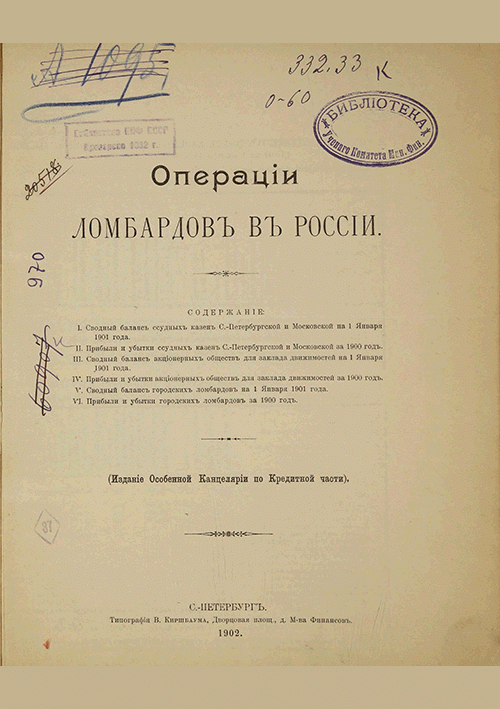 А 1095
332.33 К
0-60
БИБЛІОТЕКА
Ученаго Комитета Мин. Фин.
20518
Операціи
ЛОМБАРДОВЪ ВЪ РОССІИ.
970
СОДЕРЖАНІЕ:
I. Сводный балансъ ссудныхъ казенъ С.-Петербургской и Московской на 1 Января
1901 года.
II. Прибыли и убытки ссудныхъ казенъ С.-Петербургской и Московской за 1900 годъ.
III. Сводный балансъ акціонерныхъ обществъ для заклада движимостей на 1 Января
1901 года.
IV. Прибыли и убытки акціонерныхъ обществъ для заклада движимостей за 1900 годъ.
V. Сводный балансъ городскихъ ломбардовъ на 1 Января 1901 года.
VI. Прибыли и убытки городскихъ ломбардовъ за 1900 годъ.
(Изданіе Особенной Канцеляріи по Кредитной части).
С.-ПЕТЕРБУРГЪ.
Типографія В. Киршбаума, Дворцовая площ., д. М-ва Финансовъ.
1902.